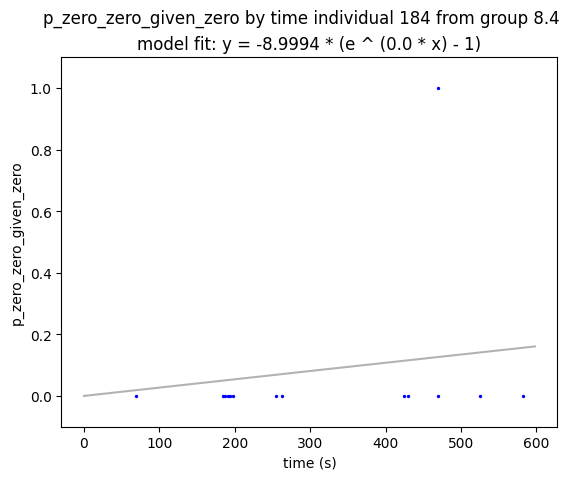 p_zero_zero_given_zero by time individual 184 from group 8.4
model fit: y = -8.9994 * (e ^ (0.0 * x) - 1)
1.0
0.8
0.6
0.4
0.2
0.0
p_zero_zero_given_zero
0 100 200 300 400 500 600
time (s)